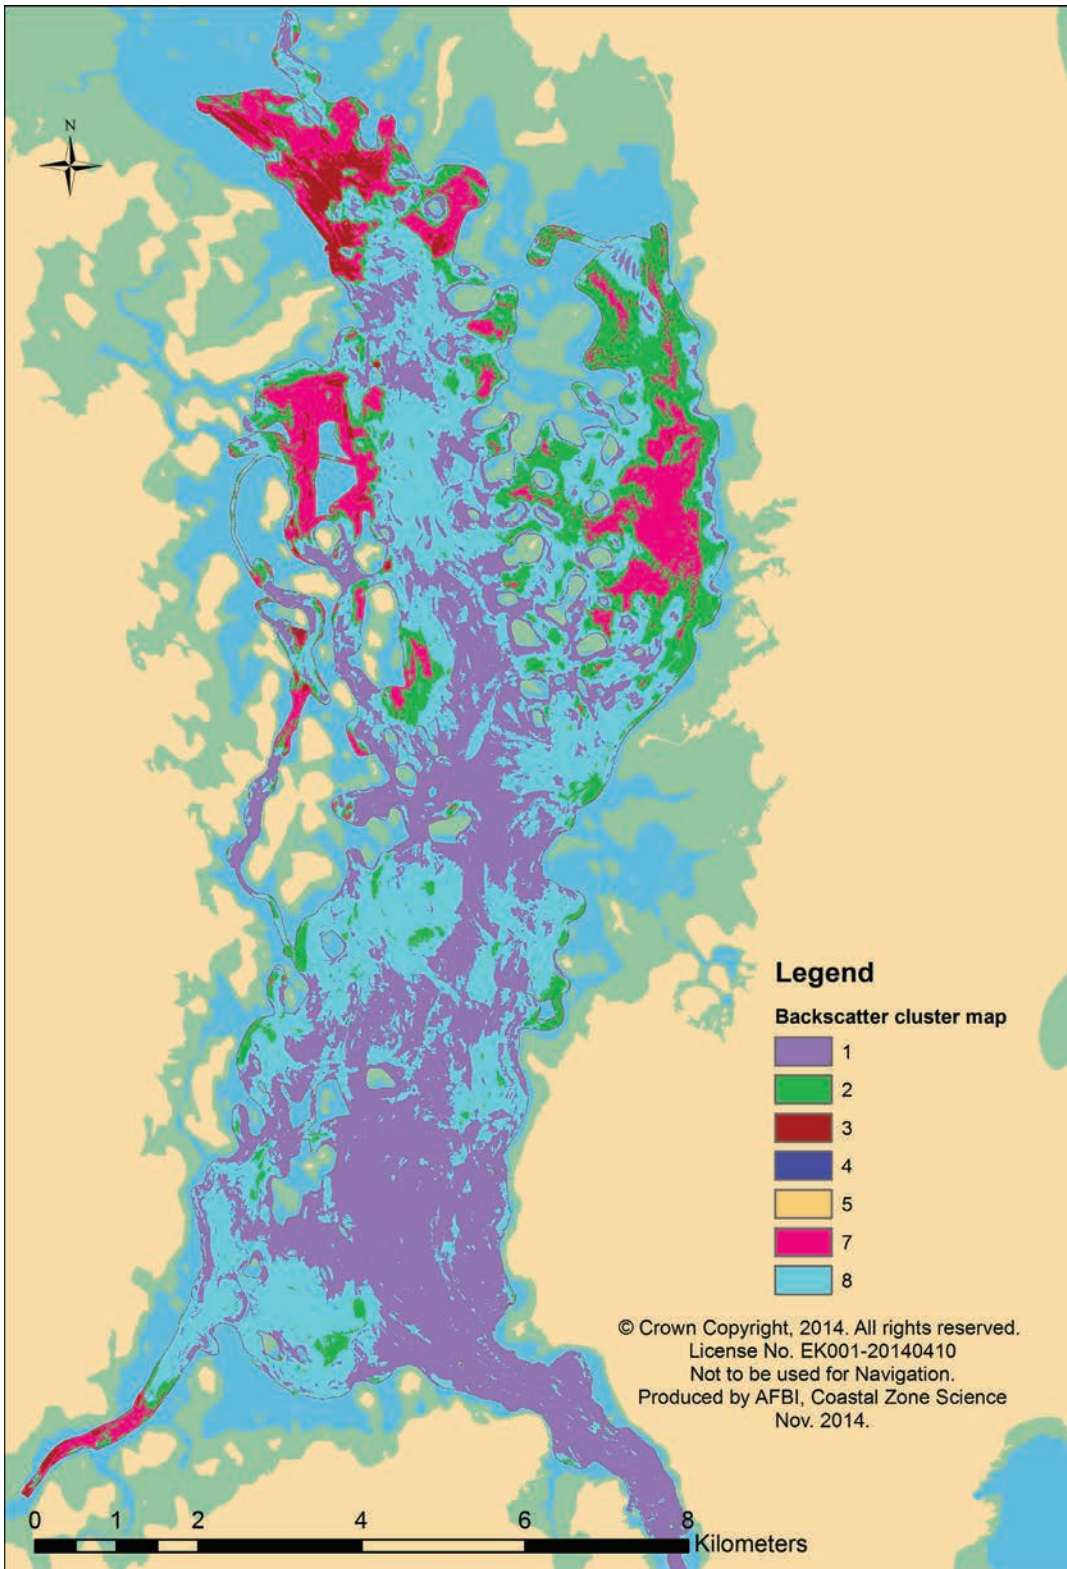 N
Legend
Backscatter cluster map
1
2
3
4
5
7
8
© Crown Copyright, 2014. All rights reserved.
License No. EK001-20140410
Not to be used for Navigation.
Produced by AFBI, Coastal Zone Science
Nov. 2014.
0 1 2 4 6 8
Kilometers